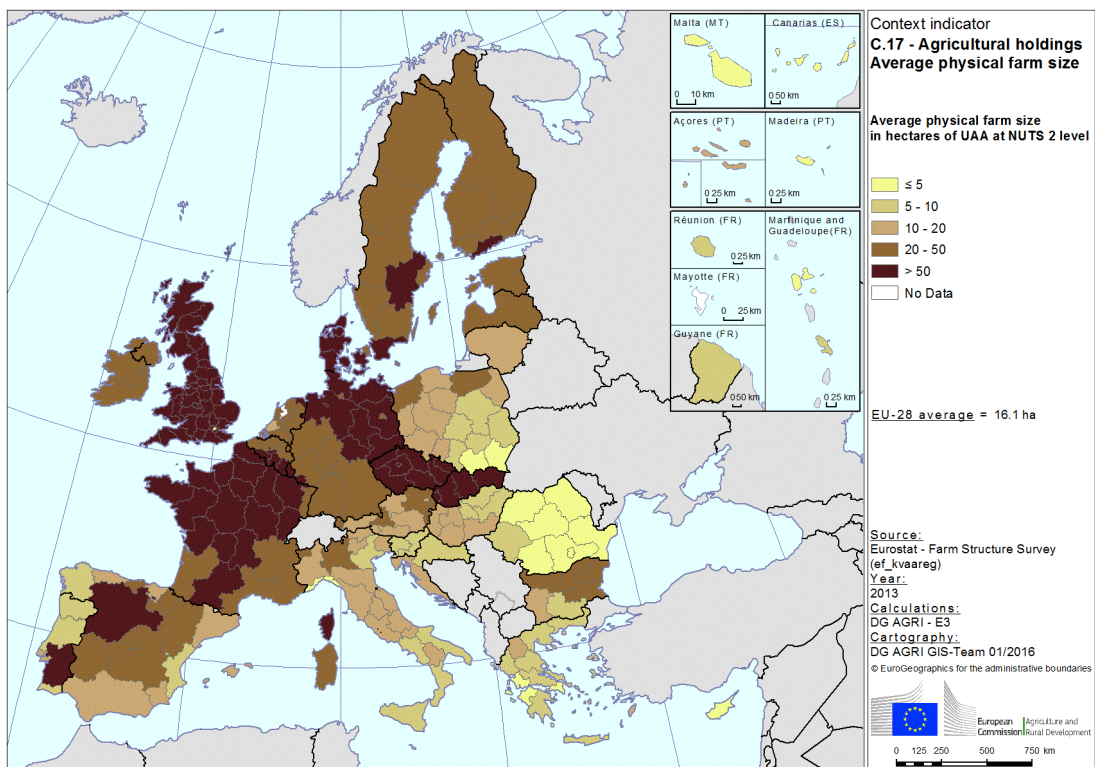 Malta (MT)
0 10 km
Canarias (ES)
0 50 km
Açores (PT)
0 25 km
Madeira (PT)
0 25 km
Réunion (FR)
0 25 km
Martinique and
Guadeloupe(FR)
0 25 km
Mayotte (FR)
0 25 km
Guyane (FR)
0 50 km
Context indicator
C.17 - Agricultural holdings
Average physical farm size
Average physical farm size
in hectares of UAA at NUTS 2 level
≤ 5
5 - 10
10 - 20
20 - 50
> 50
No Data
EU-28 average = 16.1 ha
Source:
Eurostat - Farm Structure Survey
(ef_kvaareg)
Year:
2013
Calculations:
DG AGRI - E3
Cartography:
DG AGRI GIS-Team 01/2016
© EuroGeographics for the administrative boundaries
European
Commission
Agriculture and
Rural Development
0 125 250 500 750 km